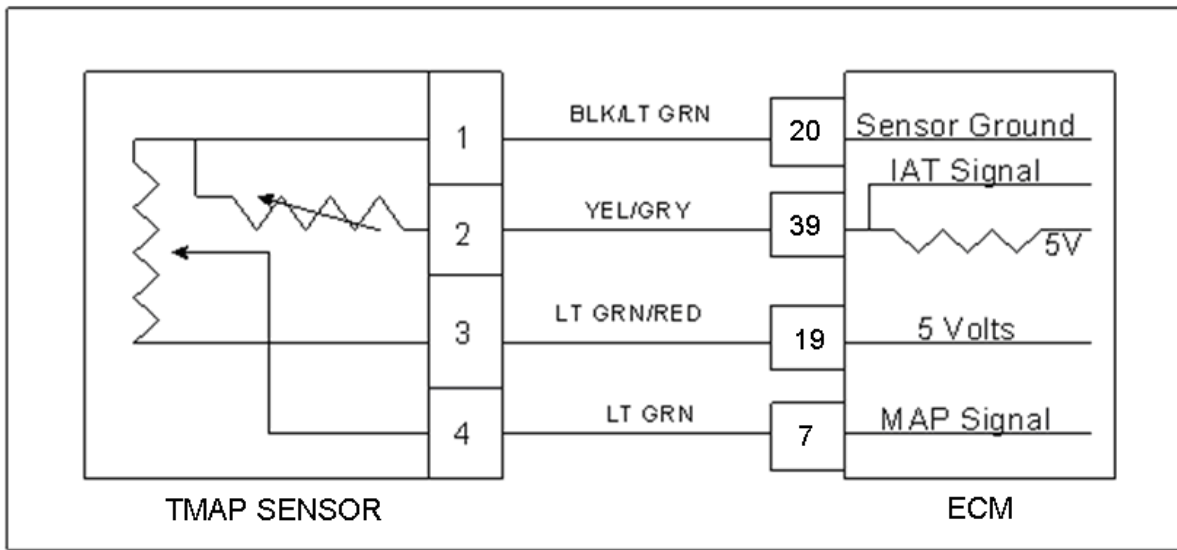 1 BLK/LT GRN 20 Sensor Ground
IAT Signal
2 YEL/GRY 39 5V
3 LT GRN/RED 19 5 Volts
4 LT GRN 7 MAP Signal
TMAP SENSOR ECM